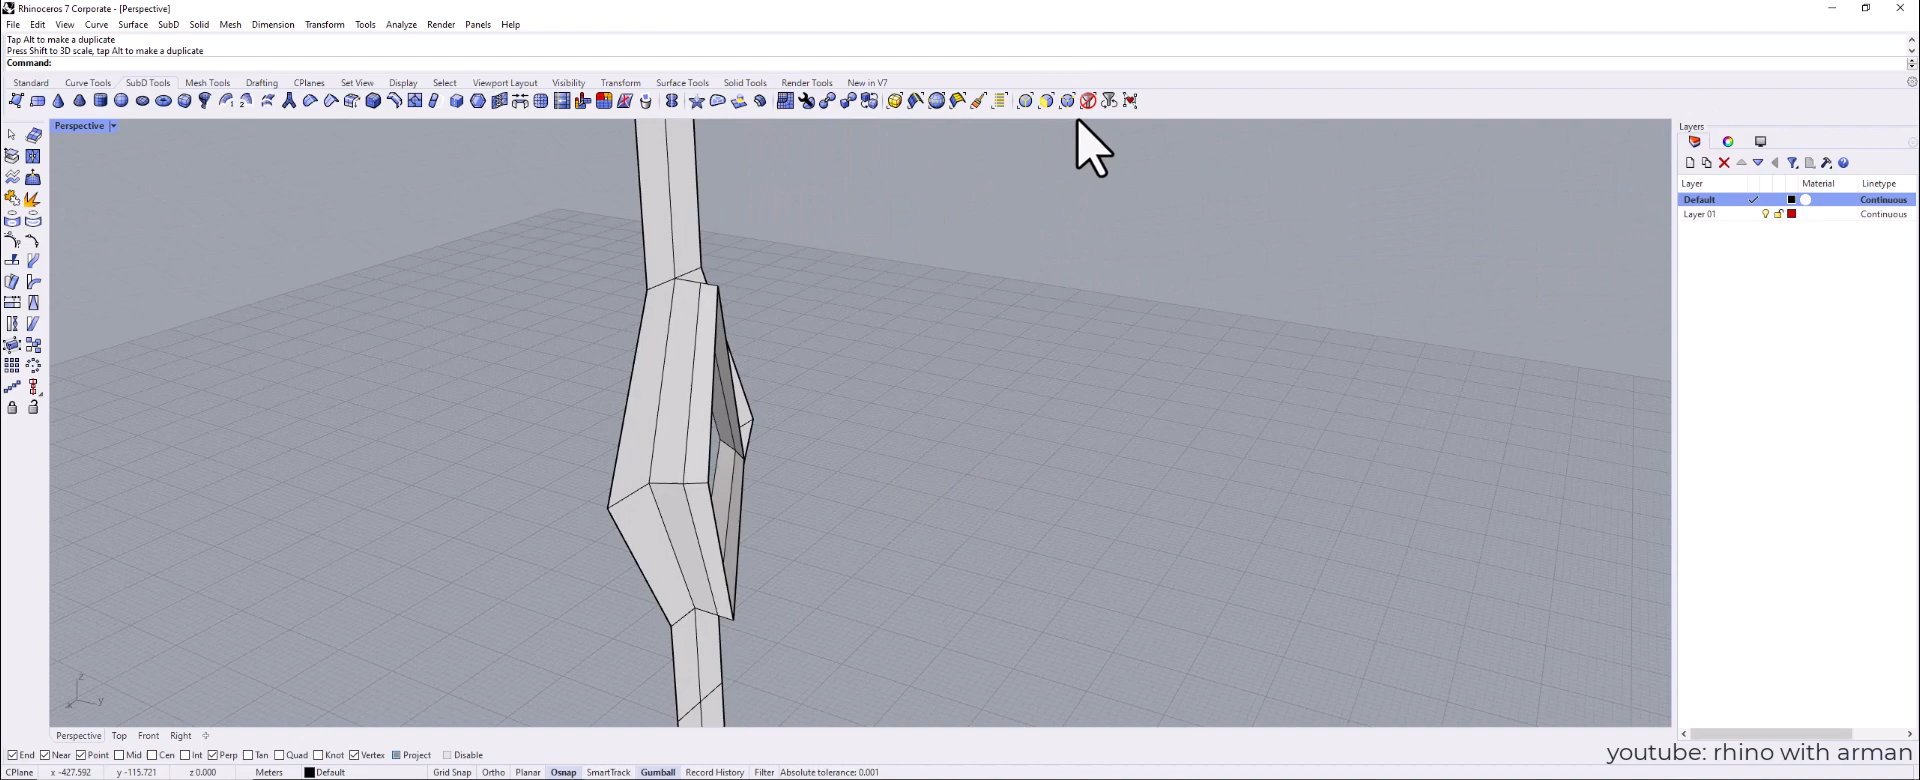 Rhinoceros 7 Corporate - [Perspective]
File Edit View Curve Surface SubD Solid Mesh Dimension Transform Tools Analyze Render Panels Help
Tap Alt to make a duplicate
Press Shift to 3D scale, tap Alt to make a duplicate
Command:
Standard Curve Tools SubD Tools Mesh Tools Drafting CPlanes Set View Display Select Viewport Layout Visibility Transform Surface Tools Solid Tools Render Tools New in V7
Perspective
Layers
Layer Material Linetype
Default Continuous
Layer 01 Continuous
z
x y
Perspective Top Front Right
End Near Point Mid Cen Int Perp Tan Quad Knot Vertex Project Disable
youtube: rhino with arman
CPlane x -427.592 y -115.721 z 0.000 Meters Default Grid Snap Ortho Planar Osnap SmartTrack Gumball Record History Filter Absolute tolerance: 0.001